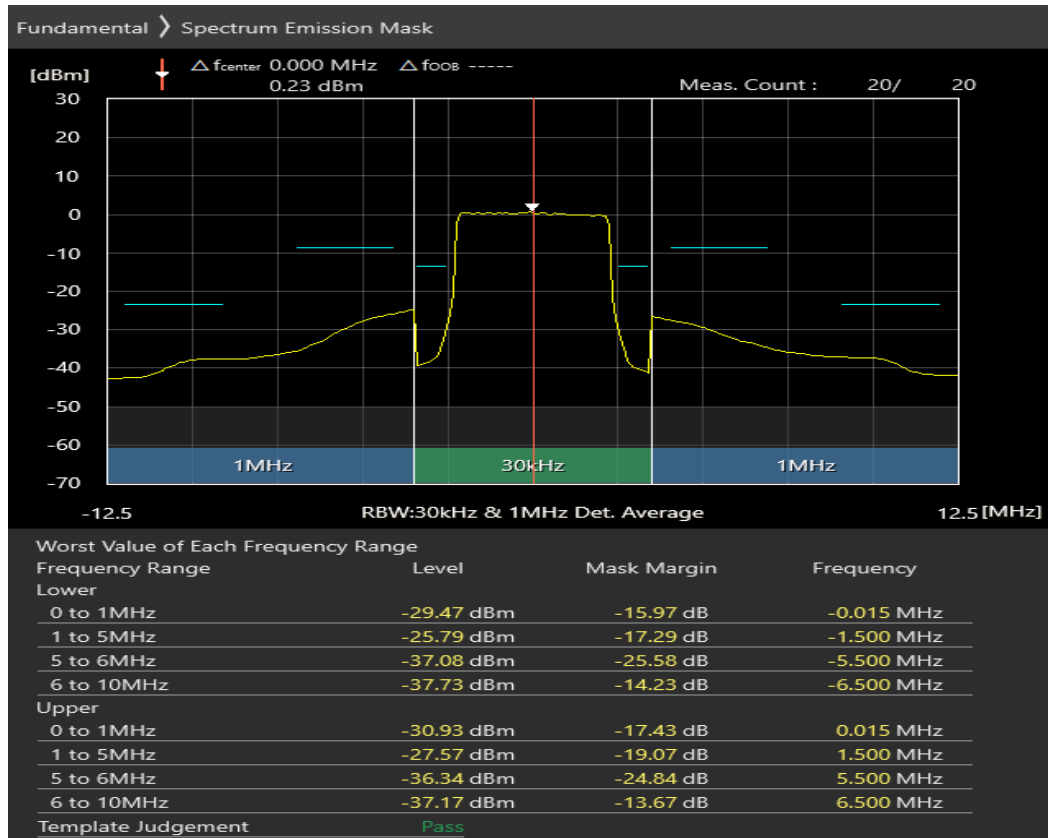 Fundamental ❭ Spectrum Emission Mask
[dBm] △ fcenter 0.000 MHz △ fOOB -----
0.23 dBm Meas. Count : 20/ 20
30
20
10
0
-10
-20
-30
-40
-50
-60
-70
1MHz 30kHz 1MHz
-12.5 RBW:30kHz & 1MHz Det. Average 12.5 [MHz]
Worst Value of Each Frequency Range
Frequency Range Level Mask Margin Frequency
Lower
0 to 1MHz -29.47 dBm -15.97 dB -0.015 MHz
1 to 5MHz -25.79 dBm -17.29 dB -1.500 MHz
5 to 6MHz -37.08 dBm -25.58 dB -5.500 MHz
6 to 10MHz -37.73 dBm -14.23 dB -6.500 MHz
Upper
0 to 1MHz -30.93 dBm -17.43 dB 0.015 MHz
1 to 5MHz -27.57 dBm -19.07 dB 1.500 MHz
5 to 6MHz -36.34 dBm -24.84 dB 5.500 MHz
6 to 10MHz -37.17 dBm -13.67 dB 6.500 MHz
Template Judgement Pass